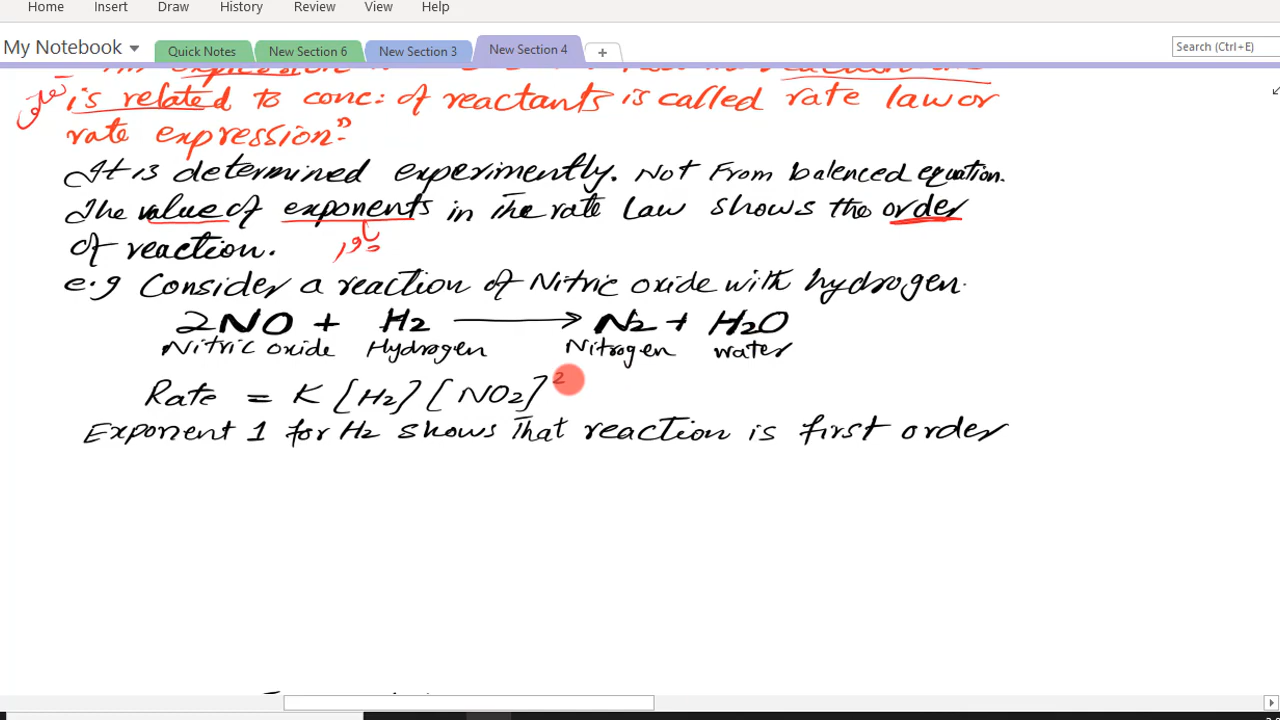 Home Insert Draw History Review View Help
My Notebook Quick Notes New Section 6 New Section 3 New Section 4 + Search (Ctrl+E)
expression
is related to conc: of reactants is called rate law or
rate expression"
It is determined experimently. Not From balenced equation.
The value of exponents in the rate law shows the order
of reaction.
e.g Consider a reaction of Nitric oxide with hydrogen.
2NO + H2 → N2 + H2O
Nitric oxide Hydrogen Nitrogen water
Rate = K [H2] [NO2]²
Exponent 1 for H2 shows That reaction is first order